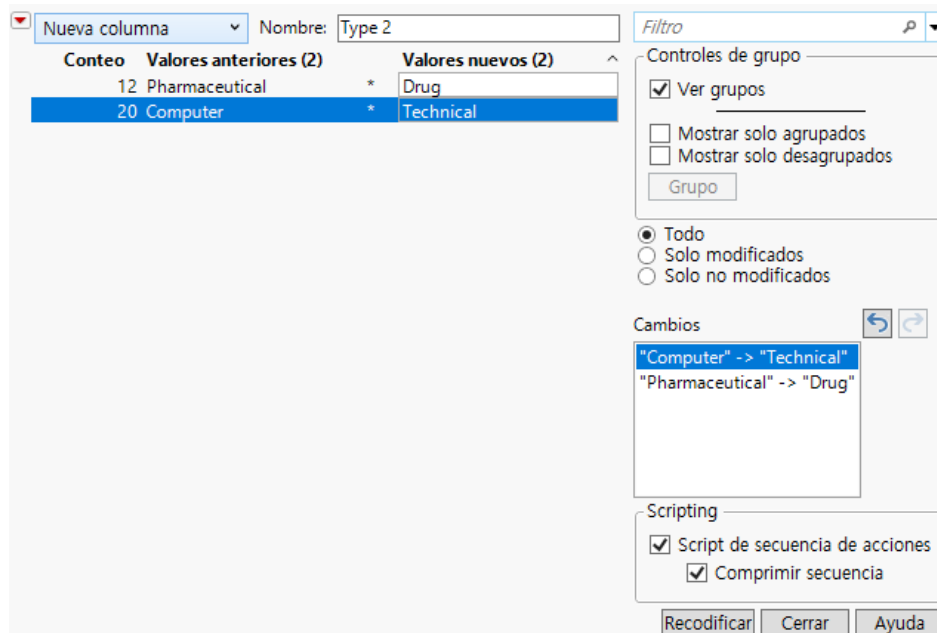 Nueva columna Nombre: Type 2
Conteo Valores anteriores (2) Valores nuevos (2)
12 Pharmaceutical * Drug
20 Computer * Technical
Filtro
Controles de grupo
Ver grupos
Mostrar solo agrupados
Mostrar solo desagrupados
Grupo
Todo
Solo modificados
Solo no modificados
Cambios
"Computer" -> "Technical"
"Pharmaceutical" -> "Drug"
Scripting
Script de secuencia de acciones
Comprimir secuencia
Recodificar Cerrar Ayuda